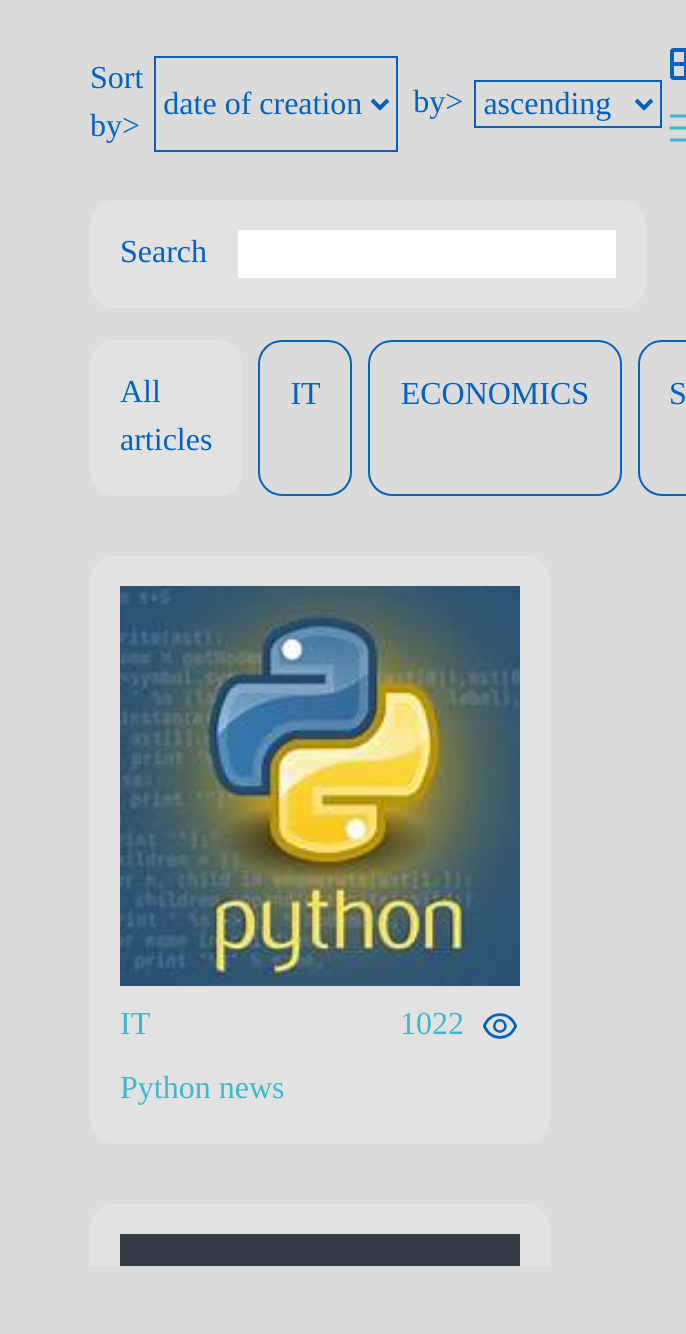 Sort
by>
date of creation
by>
ascending
Search
All
articles
IT
ECONOMICS
S
python
IT
1022
Python news